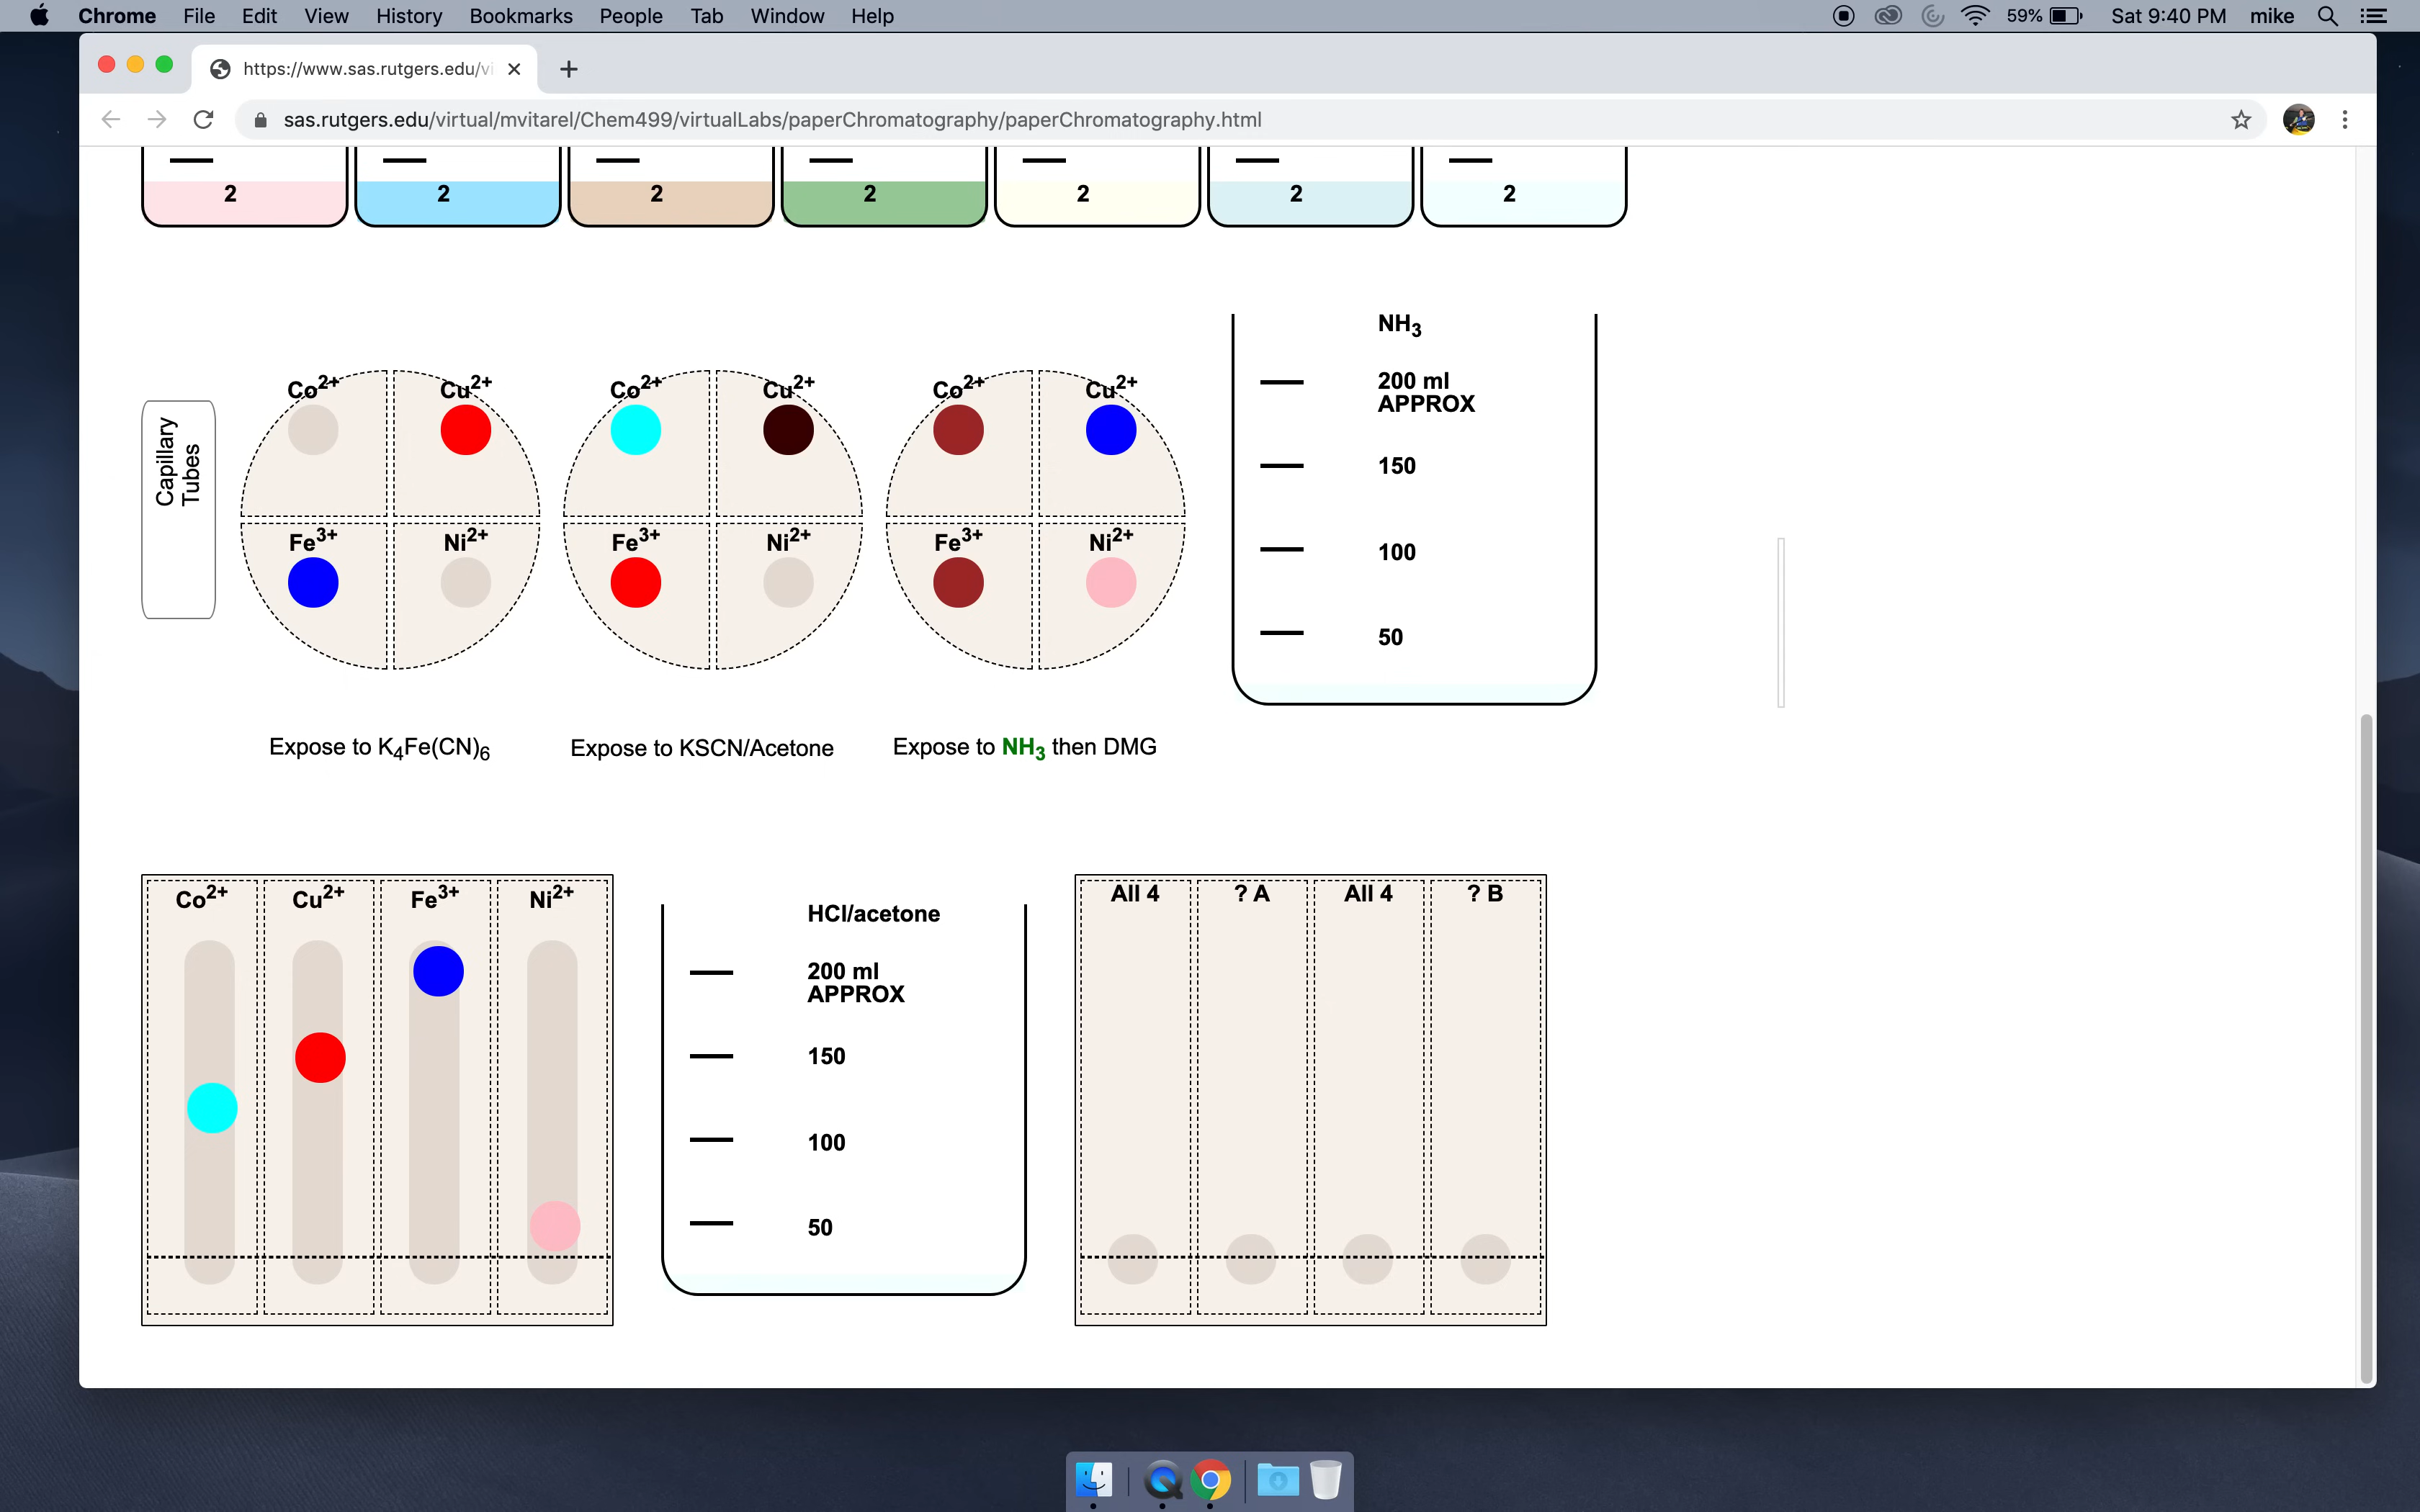 Chrome File Edit View History Bookmarks People Tab Window Help 59% Sat 9:40 PM mike
https://www.sas.rutgers.edu/vi
sas.rutgers.edu/virtual/mvitarel/Chem499/virtualLabs/paperChromatography/paperChromatography.html
2 2 2 2 2 2 2
NH3
200 ml
APPROX
150
100
50
Capillary
Tubes
Co2+ Cu2+ Co2+ Cu2+ Co2+ Cu2+
Fe3+ Ni2+ Fe3+ Ni2+ Fe3+ Ni2+
Expose to K4Fe(CN)6 Expose to KSCN/Acetone Expose to NH3 then DMG
Co2+ Cu2+ Fe3+ Ni2+
HCl/acetone
200 ml
APPROX
150
100
50
All 4 ? A All 4 ? B